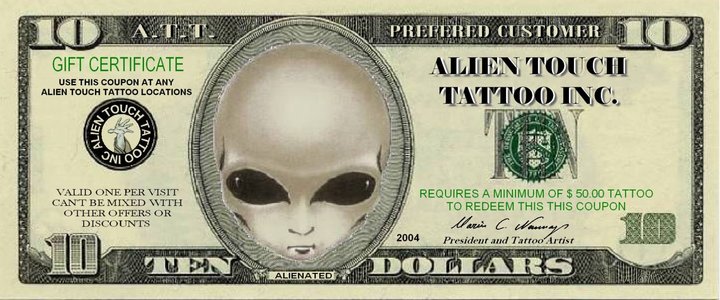 10 A.T.T. PREFERED CUSTOMER 10
GIFT CERTIFICATE
USE THIS COUPON AT ANY
ALIEN TOUCH TATTOO LOCATIONS
ALIEN TOUCH TATTOO INC
VALID ONE PER VISIT
CAN'T BE MIXED WITH
OTHER OFFERS OR
DISCOUNTS
ALIEN TOUCH
TATTOO INC.
TEN
REQUIRES A MINIMUM OF $ 50.00 TATTOO
TO REDEEM THIS THIS COUPON
2004
President and Tattoo Artist
10 TEN DOLLARS 10
ALIENATED